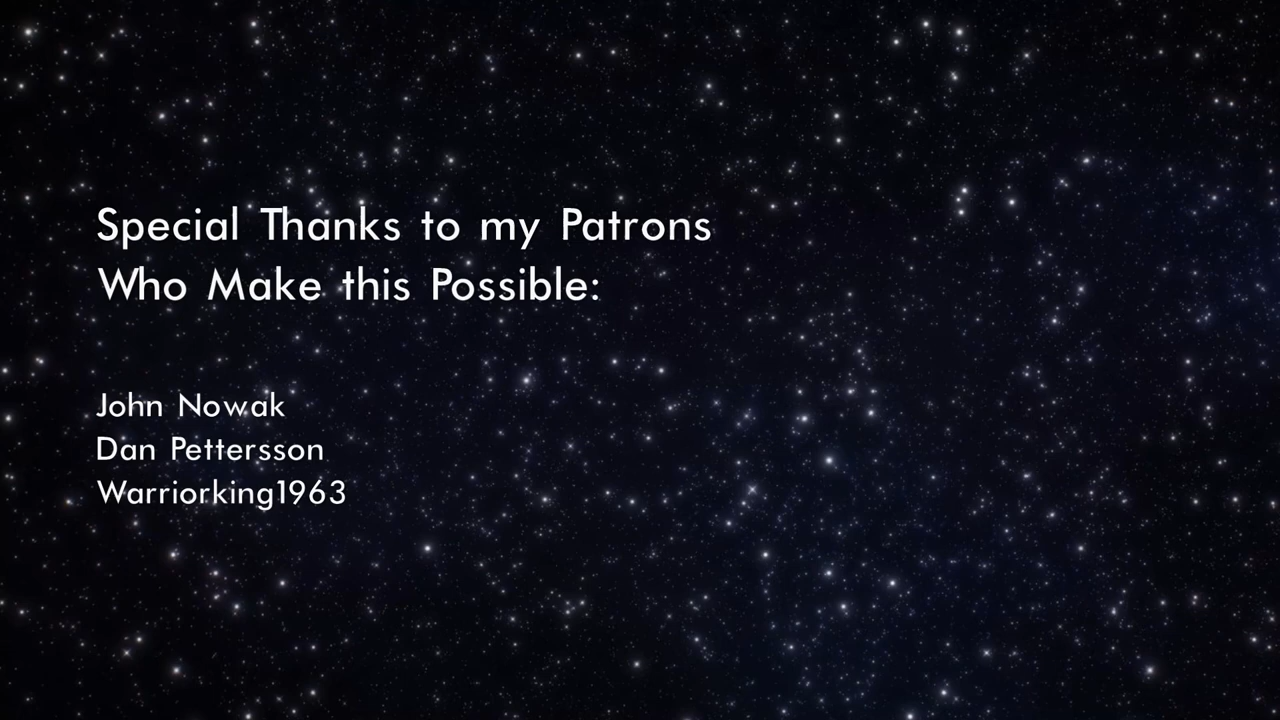 Special Thanks to my Patrons
Who Make this Possible:
John Nowak
Dan Pettersson
Warriorking1963